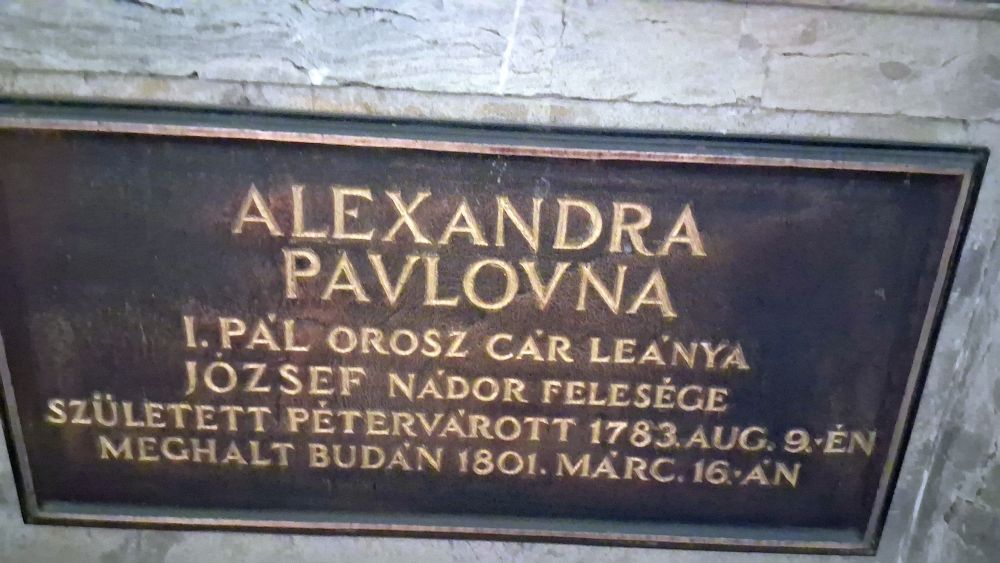 ALEXANDRA
PAVLOVNA
I. PÁL OROSZ CÁR LEÁNYA
JÓZSEF NÁDOR FELESÉGE
SZÜLETETT PÉTERVÁROTT 1783. AUG. 9.-ÉN
MEGHALT BUDÁN 1801. MÁRC. 16.-ÁN